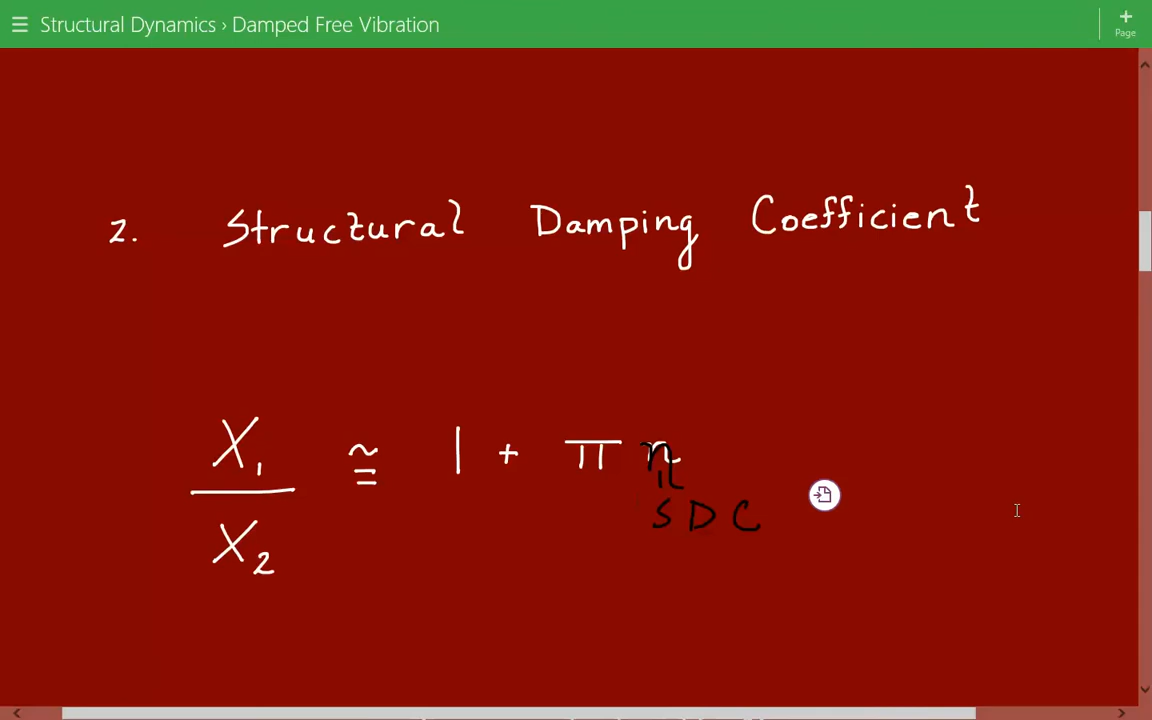 Structural Dynamics › Damped Free Vibration
Page
2. Structural Damping Coefficient
X₁ / X₂ ≅ 1 + π η
SDC